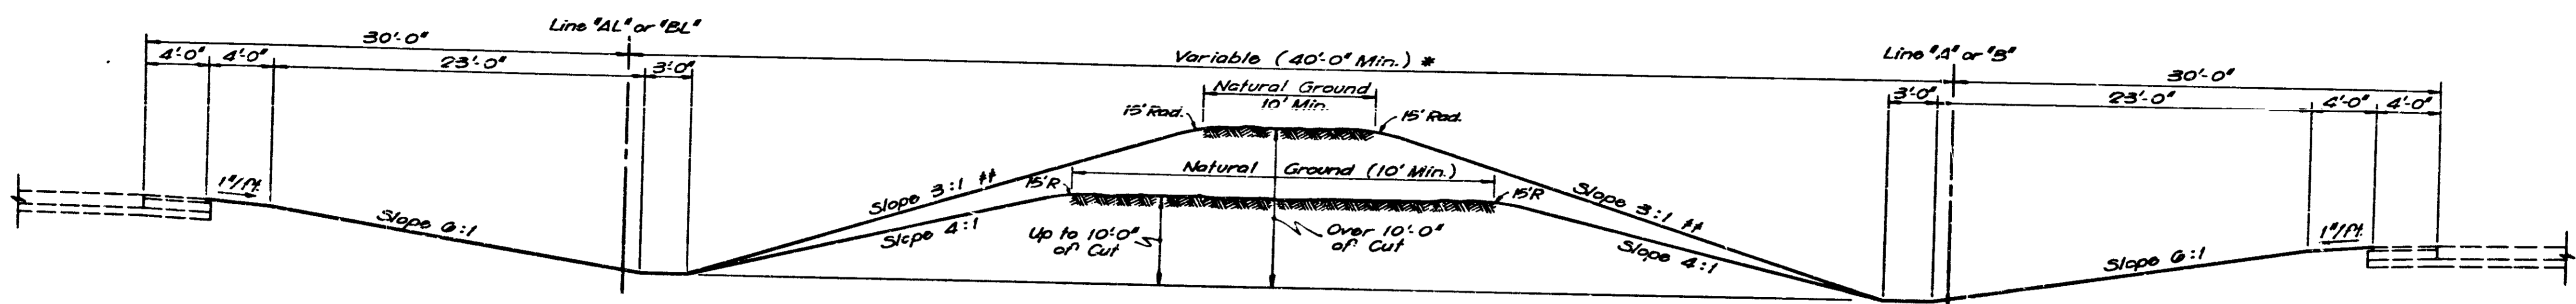 Line "AL" or "BL"
30'-0"
Variable (40'-0" Min.) *
Line "A" or "B"
30'-0"
4'-0"
4'-0"
23'-0"
3'-0"
Natural Ground
10' Min.
3'-0"
23'-0"
4'-0"
4'-0"
15' Rad.
15' Rad.
1"/ft.
Slope 6:1
Slope 3:1 **
Slope 4:1
15'R
Natural Ground (10' Min.)
15'R
Up to 10'-0"
of Cut
Over 10'-0"
of Cut
Slope 3:1 **
Slope 4:1
Slope 6:1
1"/ft.